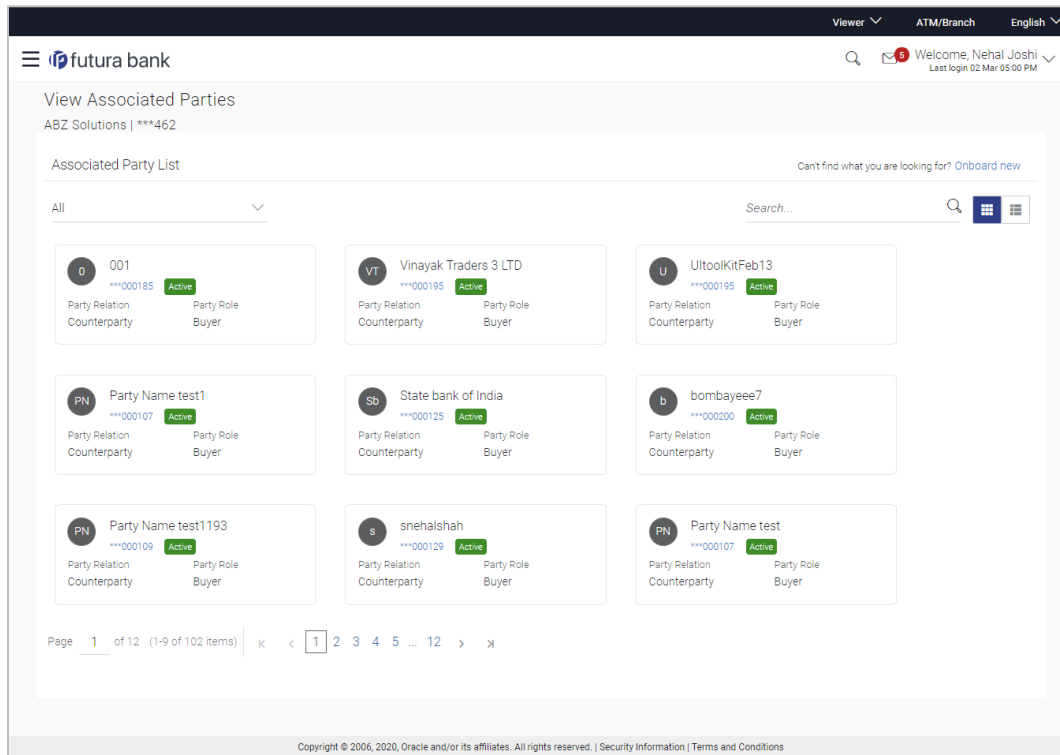 Viewer ATM/Branch English
futura bank
5 Welcome, Nehal Joshi
Last login 02 Mar 05:00 PM
View Associated Parties
ABZ Solutions | ***462
Associated Party List Can't find what you are looking for? Onboard new
All Search...
0 001 ***000185 Active
Party Relation Party Role
Counterparty Buyer
VT Vinayak Traders 3 LTD ***000195 Active
Party Relation Party Role
Counterparty Buyer
U UItoolKitFeb13 ***000195 Active
Party Relation Party Role
Counterparty Buyer
PN Party Name test1 ***000107 Active
Party Relation Party Role
Counterparty Buyer
Sb State bank of India ***000125 Active
Party Relation Party Role
Counterparty Buyer
b bombayeee7 ***000200 Active
Party Relation Party Role
Counterparty Buyer
PN Party Name test1193 ***000109 Active
Party Relation Party Role
Counterparty Buyer
s snehalshah ***000129 Active
Party Relation Party Role
Counterparty Buyer
PN Party Name test ***000107 Active
Party Relation Party Role
Counterparty Buyer
Page 1 of 12 (1-9 of 102 items) 1 2 3 4 5 ... 12
Copyright © 2006, 2020, Oracle and/or its affiliates. All rights reserved. | Security Information | Terms and Conditions